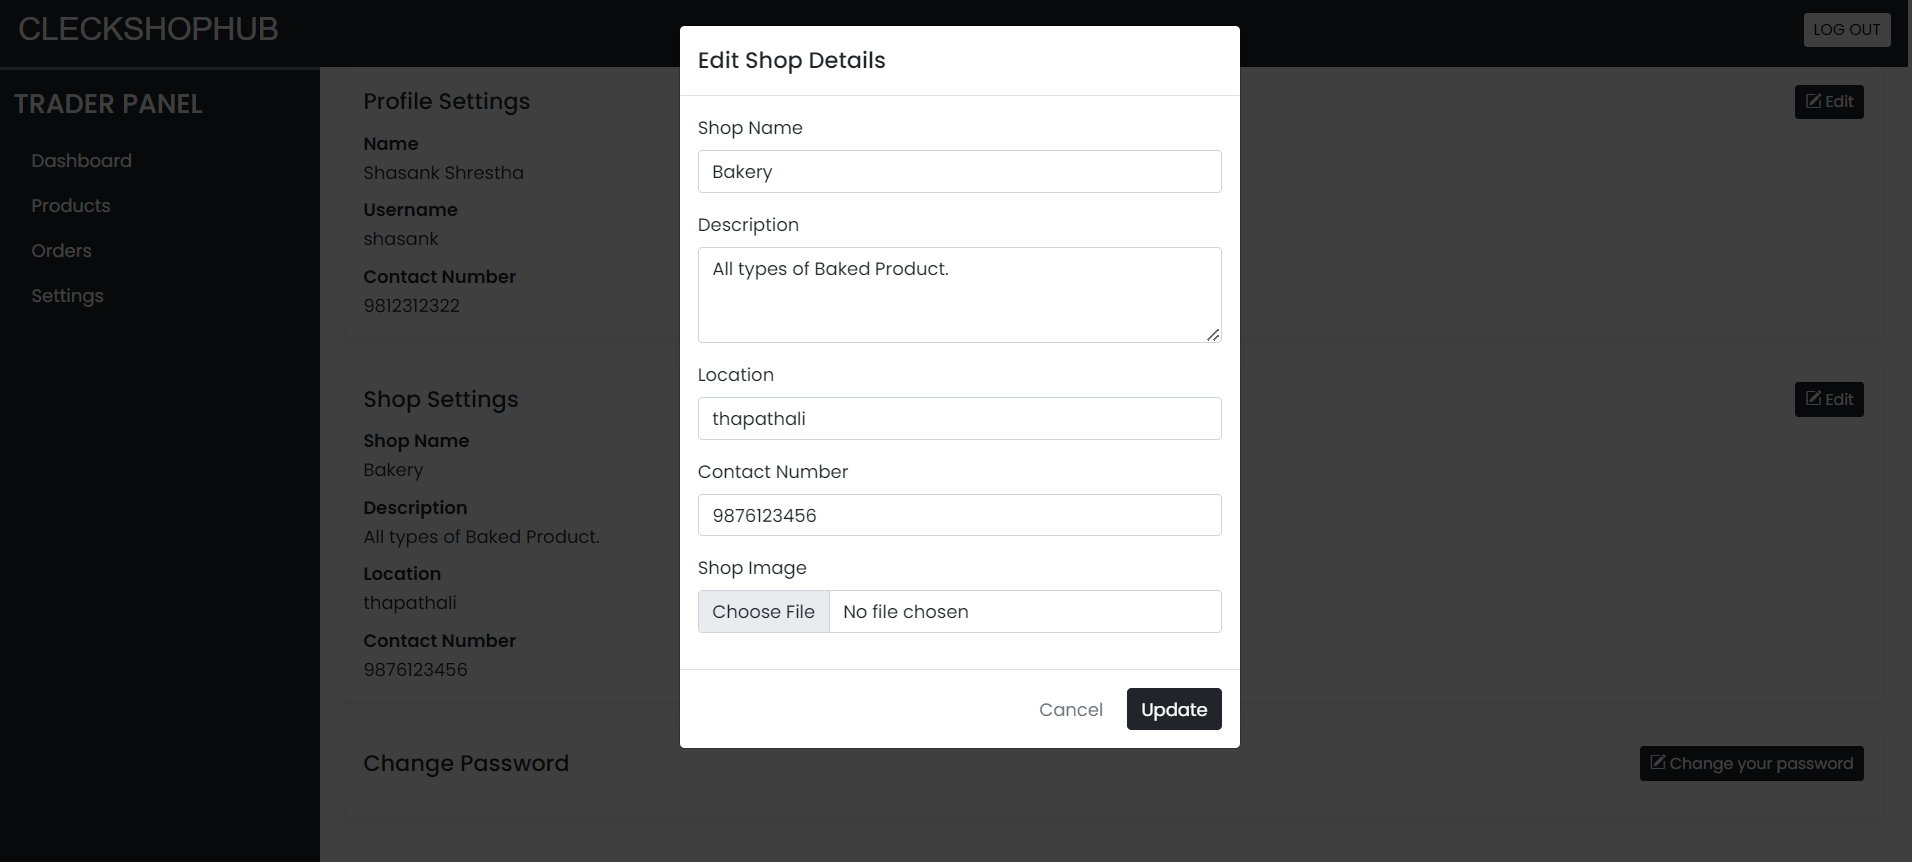 CLECKSHOPHUB
LOG OUT
TRADER PANEL
Dashboard
Products
Orders
Settings
Profile Settings
Edit
Name
Shasank Shrestha
Username
shasank
Contact Number
9812312322
Shop Settings
Edit
Shop Name
Bakery
Description
All types of Baked Product.
Location
thapathali
Contact Number
9876123456
Change Password
Change your password
Edit Shop Details
Shop Name
Bakery
Description
All types of Baked Product.
Location
thapathali
Contact Number
9876123456
Shop Image
Choose File No file chosen
Cancel Update